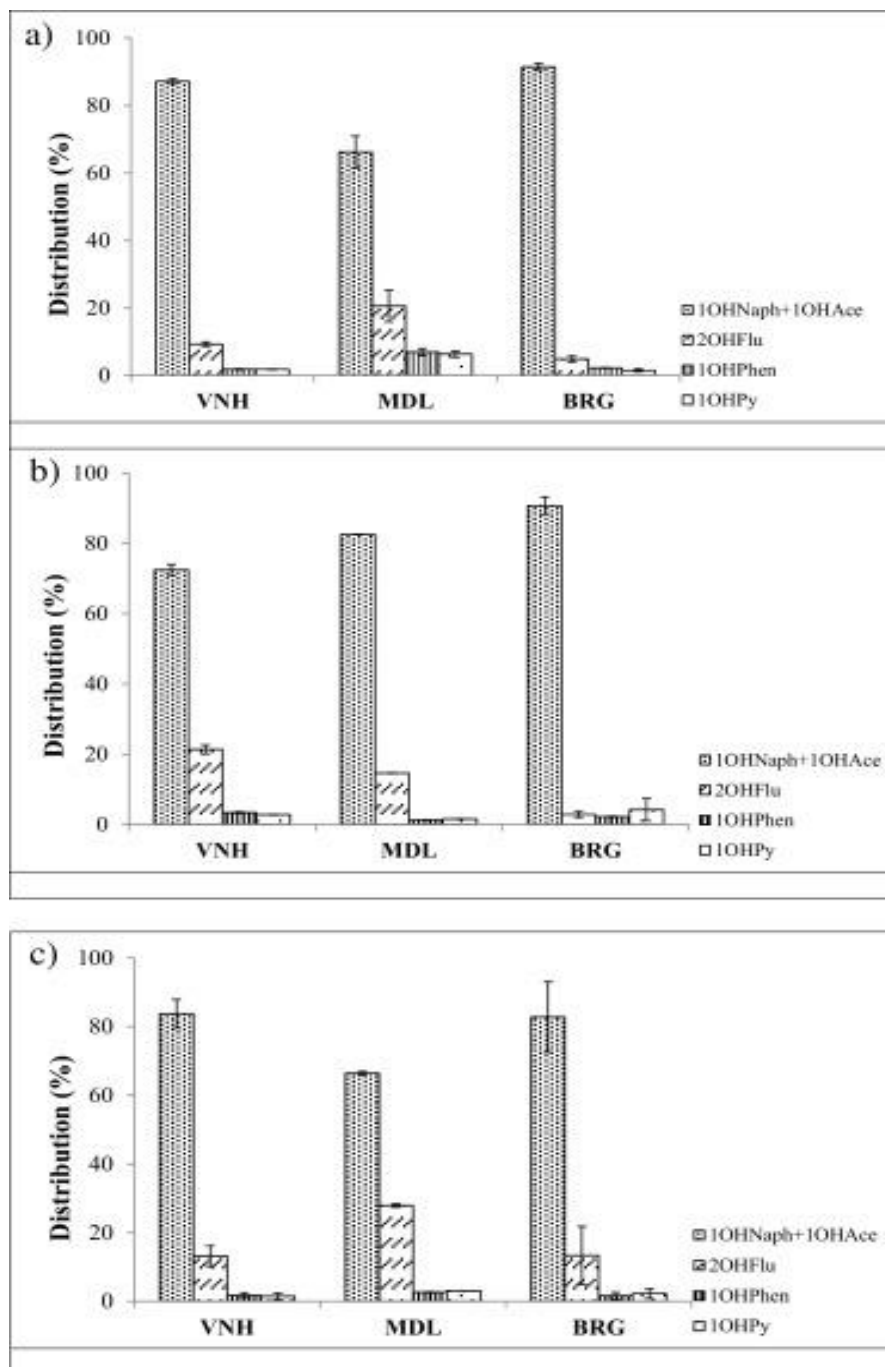 a)
100
80
60
40
20
0
Distribution (%)
VNH MDL BRG
1OHNaph+1OHAce
2OHFlu
1OHPhen
1OHPy
b)
100
80
60
40
20
0
Distribution (%)
VNH MDL BRG
1OHNaph+1OHAce
2OHFlu
1OHPhen
1OHPy
c)
100
80
60
40
20
0
Distribution (%)
VNH MDL BRG
1OHNaph+1OHAce
2OHFlu
1OHPhen
1OHPy